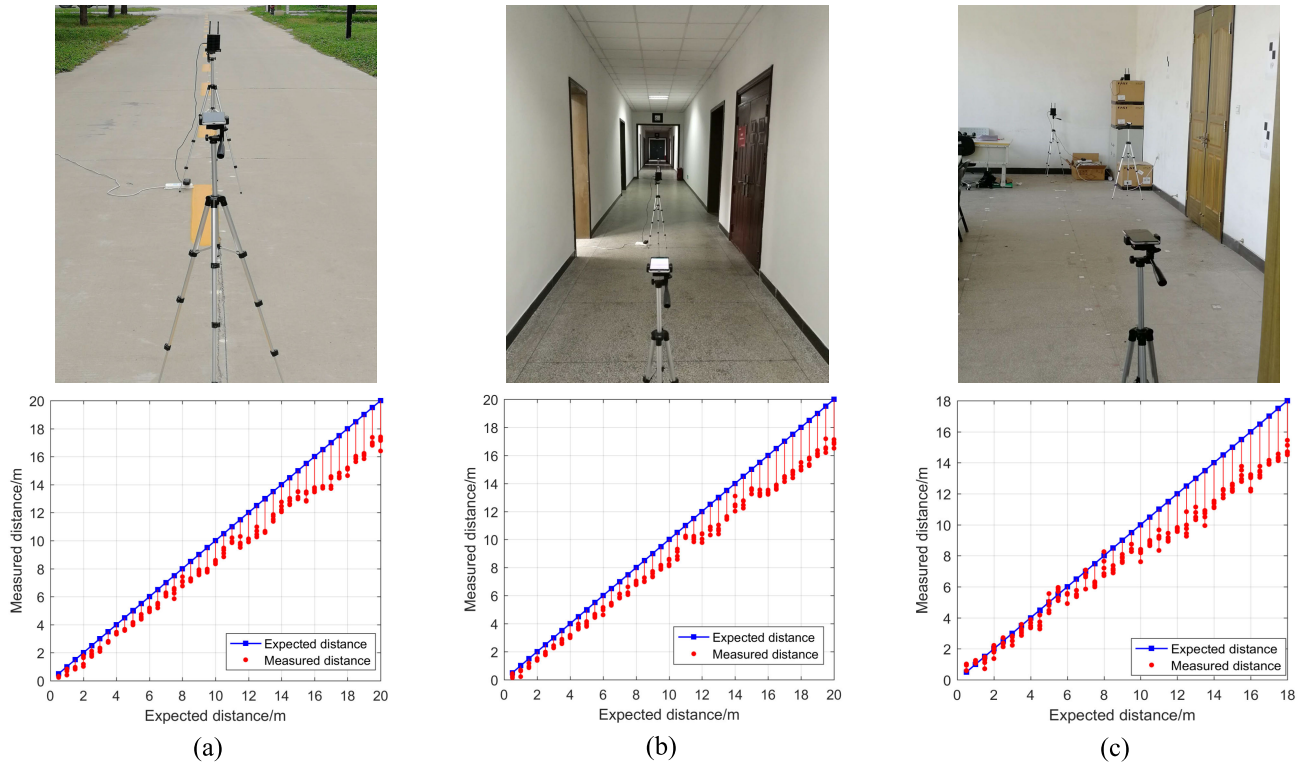 20
18
16
14
12
10
8
6
4
2
0
Measured distance/m
Expected distance
Measured distance
0 2 4 6 8 10 12 14 16 18 20
Expected distance/m
(a)
20
18
16
14
12
10
8
6
4
2
0
Measured distance/m
Expected distance
Measured distance
0 2 4 6 8 10 12 14 16 18 20
Expected distance/m
(b)
18
16
14
12
10
8
6
4
2
0
Measured distance/m
Expected distance
Measured distance
0 2 4 6 8 10 12 14 16 18
Expected distance/m
(c)